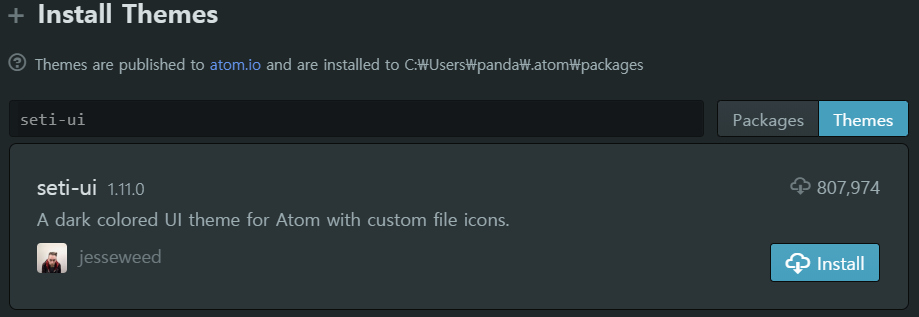 + Install Themes
Themes are published to atom.io and are installed to C:₩Users₩panda₩.atom₩packages
seti-ui
Packages
Themes
seti-ui 1.11.0
807,974
A dark colored UI theme for Atom with custom file icons.
jesseweed
Install